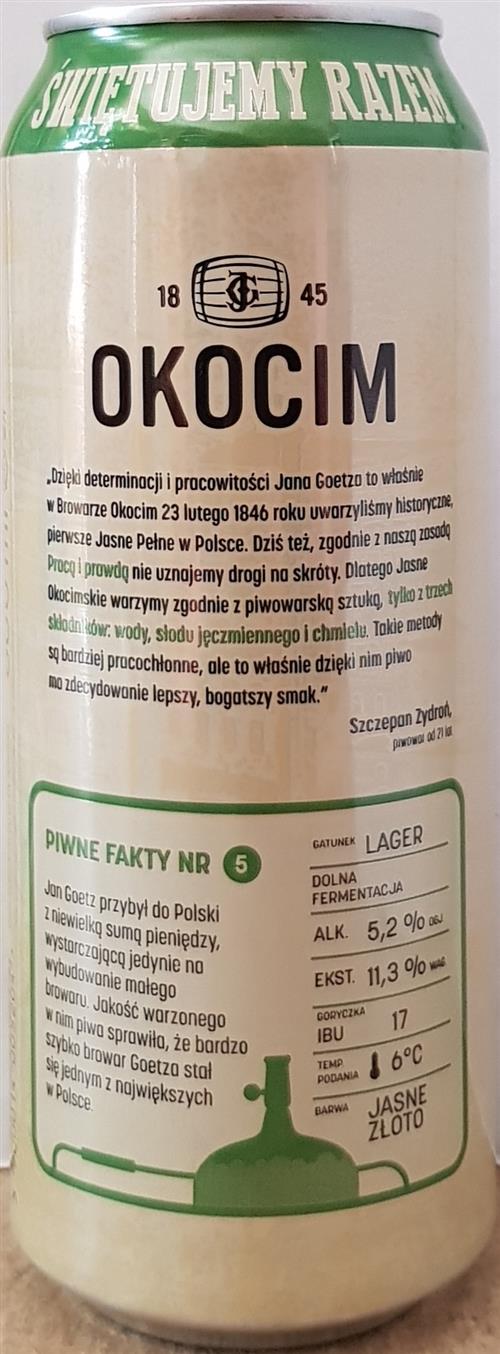 ŚWIĘTUJEMY RAZEM
18 45
OKOCIM
„Dzięki determinacji i pracowitości Jana Goetza to właśnie
w Browarze Okocim 23 lutego 1846 roku uwarzyliśmy historyczne,
pierwsze Jasne Pełne w Polsce. Dziś też, zgodnie z naszą zasadą
Pracą i prawdą nie uznajemy drogi na skróty. Dlatego Jasne
Okocimskie warzymy zgodnie z piwowarską sztuką, tylko z trzech
składników: wody, słodu jęczmiennego i chmielu. Takie metody
są bardziej pracochłonne, ale to właśnie dzięki nim piwo
ma zdecydowanie lepszy, bogatszy smak."
Szczepan Zydroń,
piwowar od 21 lat
PIWNE FAKTY NR 5
Jan Goetz przybył do Polski
z niewielką sumą pieniędzy,
wystarczającą jedynie na
wybudowanie małego
browaru. Jakość warzonego
w nim piwa sprawiła, że bardzo
szybko browar Goetza stał
się jednym z największych
w Polsce.
GATUNEK LAGER
DOLNA
FERMENTACJA
ALK. 5,2 % OBJ
EKST. 11,3 % WAG
GORYCZKA
IBU 17
TEMP.
PODANIA 6°C
BARWA JASNE
ZŁOTO